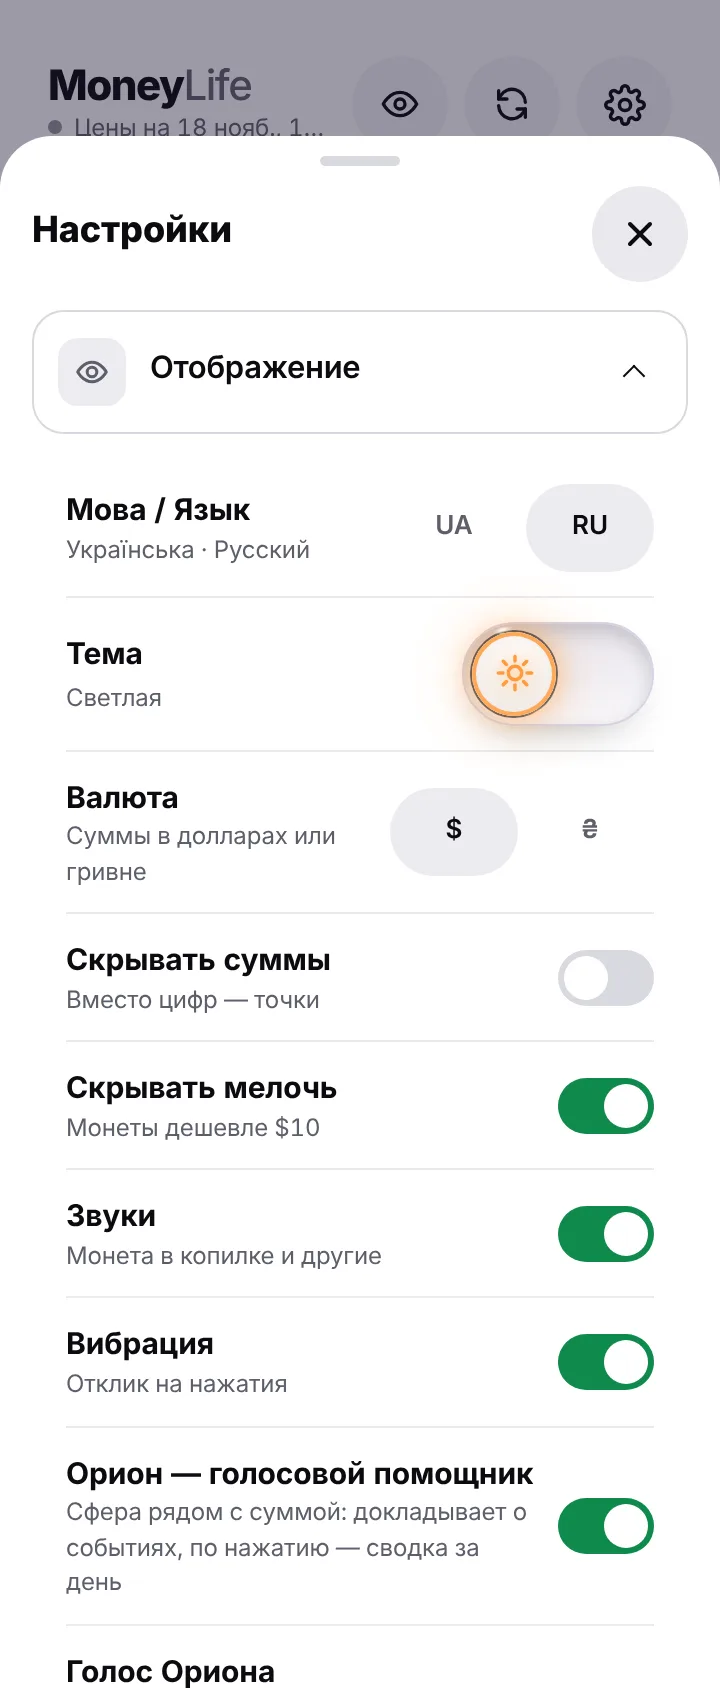 MoneyLife
Цены на 18 нояб., 1...
Настройки
Отображение
Мова / Язык
Українська · Русский
UA
RU
Тема
Светлая
Валюта
Суммы в долларах или
гривне
$
₴
Скрывать суммы
Вместо цифр — точки
Скрывать мелочь
Монеты дешевле $10
Звуки
Монета в копилке и другие
Вибрация
Отклик на нажатия
Орион — голосовой помощник
Сфера рядом с суммой: докладывает о
событиях, по нажатию — сводка за
день
Голос Ориона